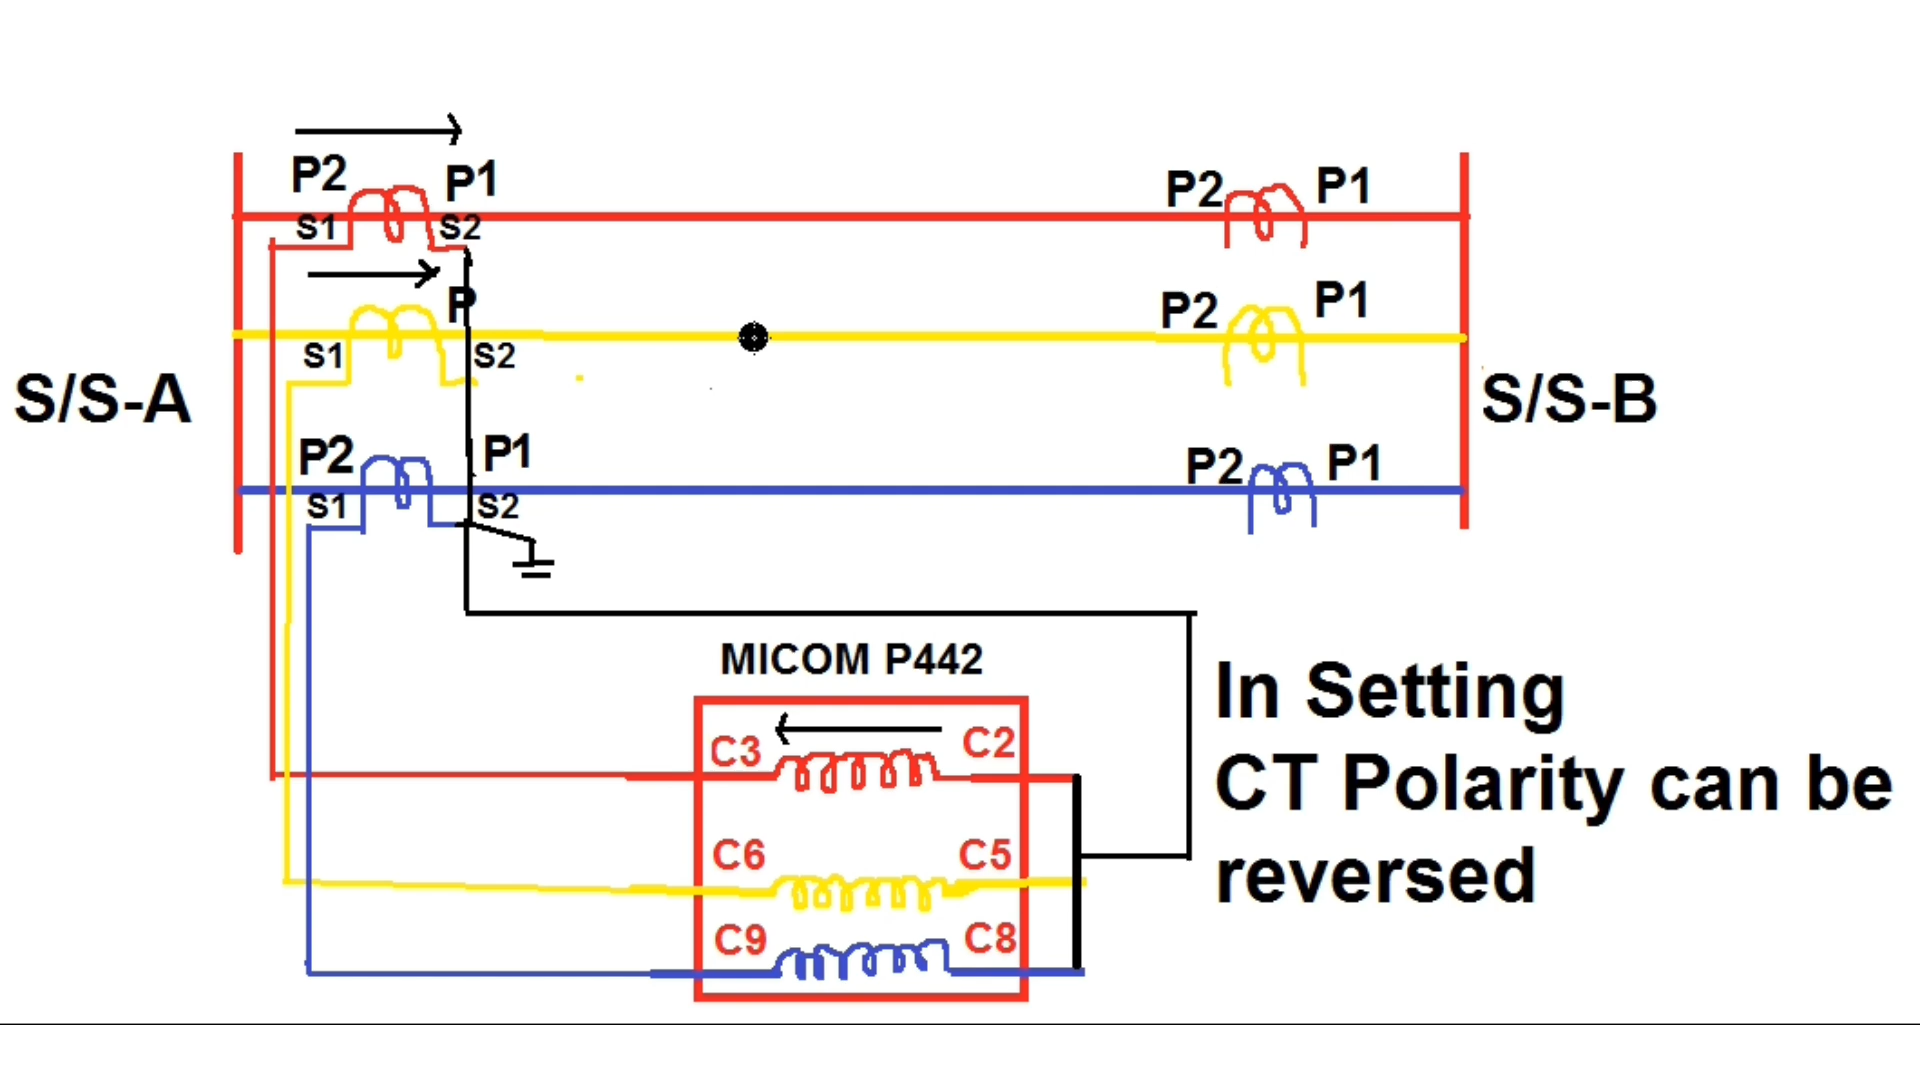 P2 P1 P2 P1
S1 S2
P P2 P1
S1 S2
S/S-A S/S-B
P2 P1 P2 P1
S1 S2
MICOM P442
C3 C2
C6 C5
C9 C8
In Setting
CT Polarity can be
reversed